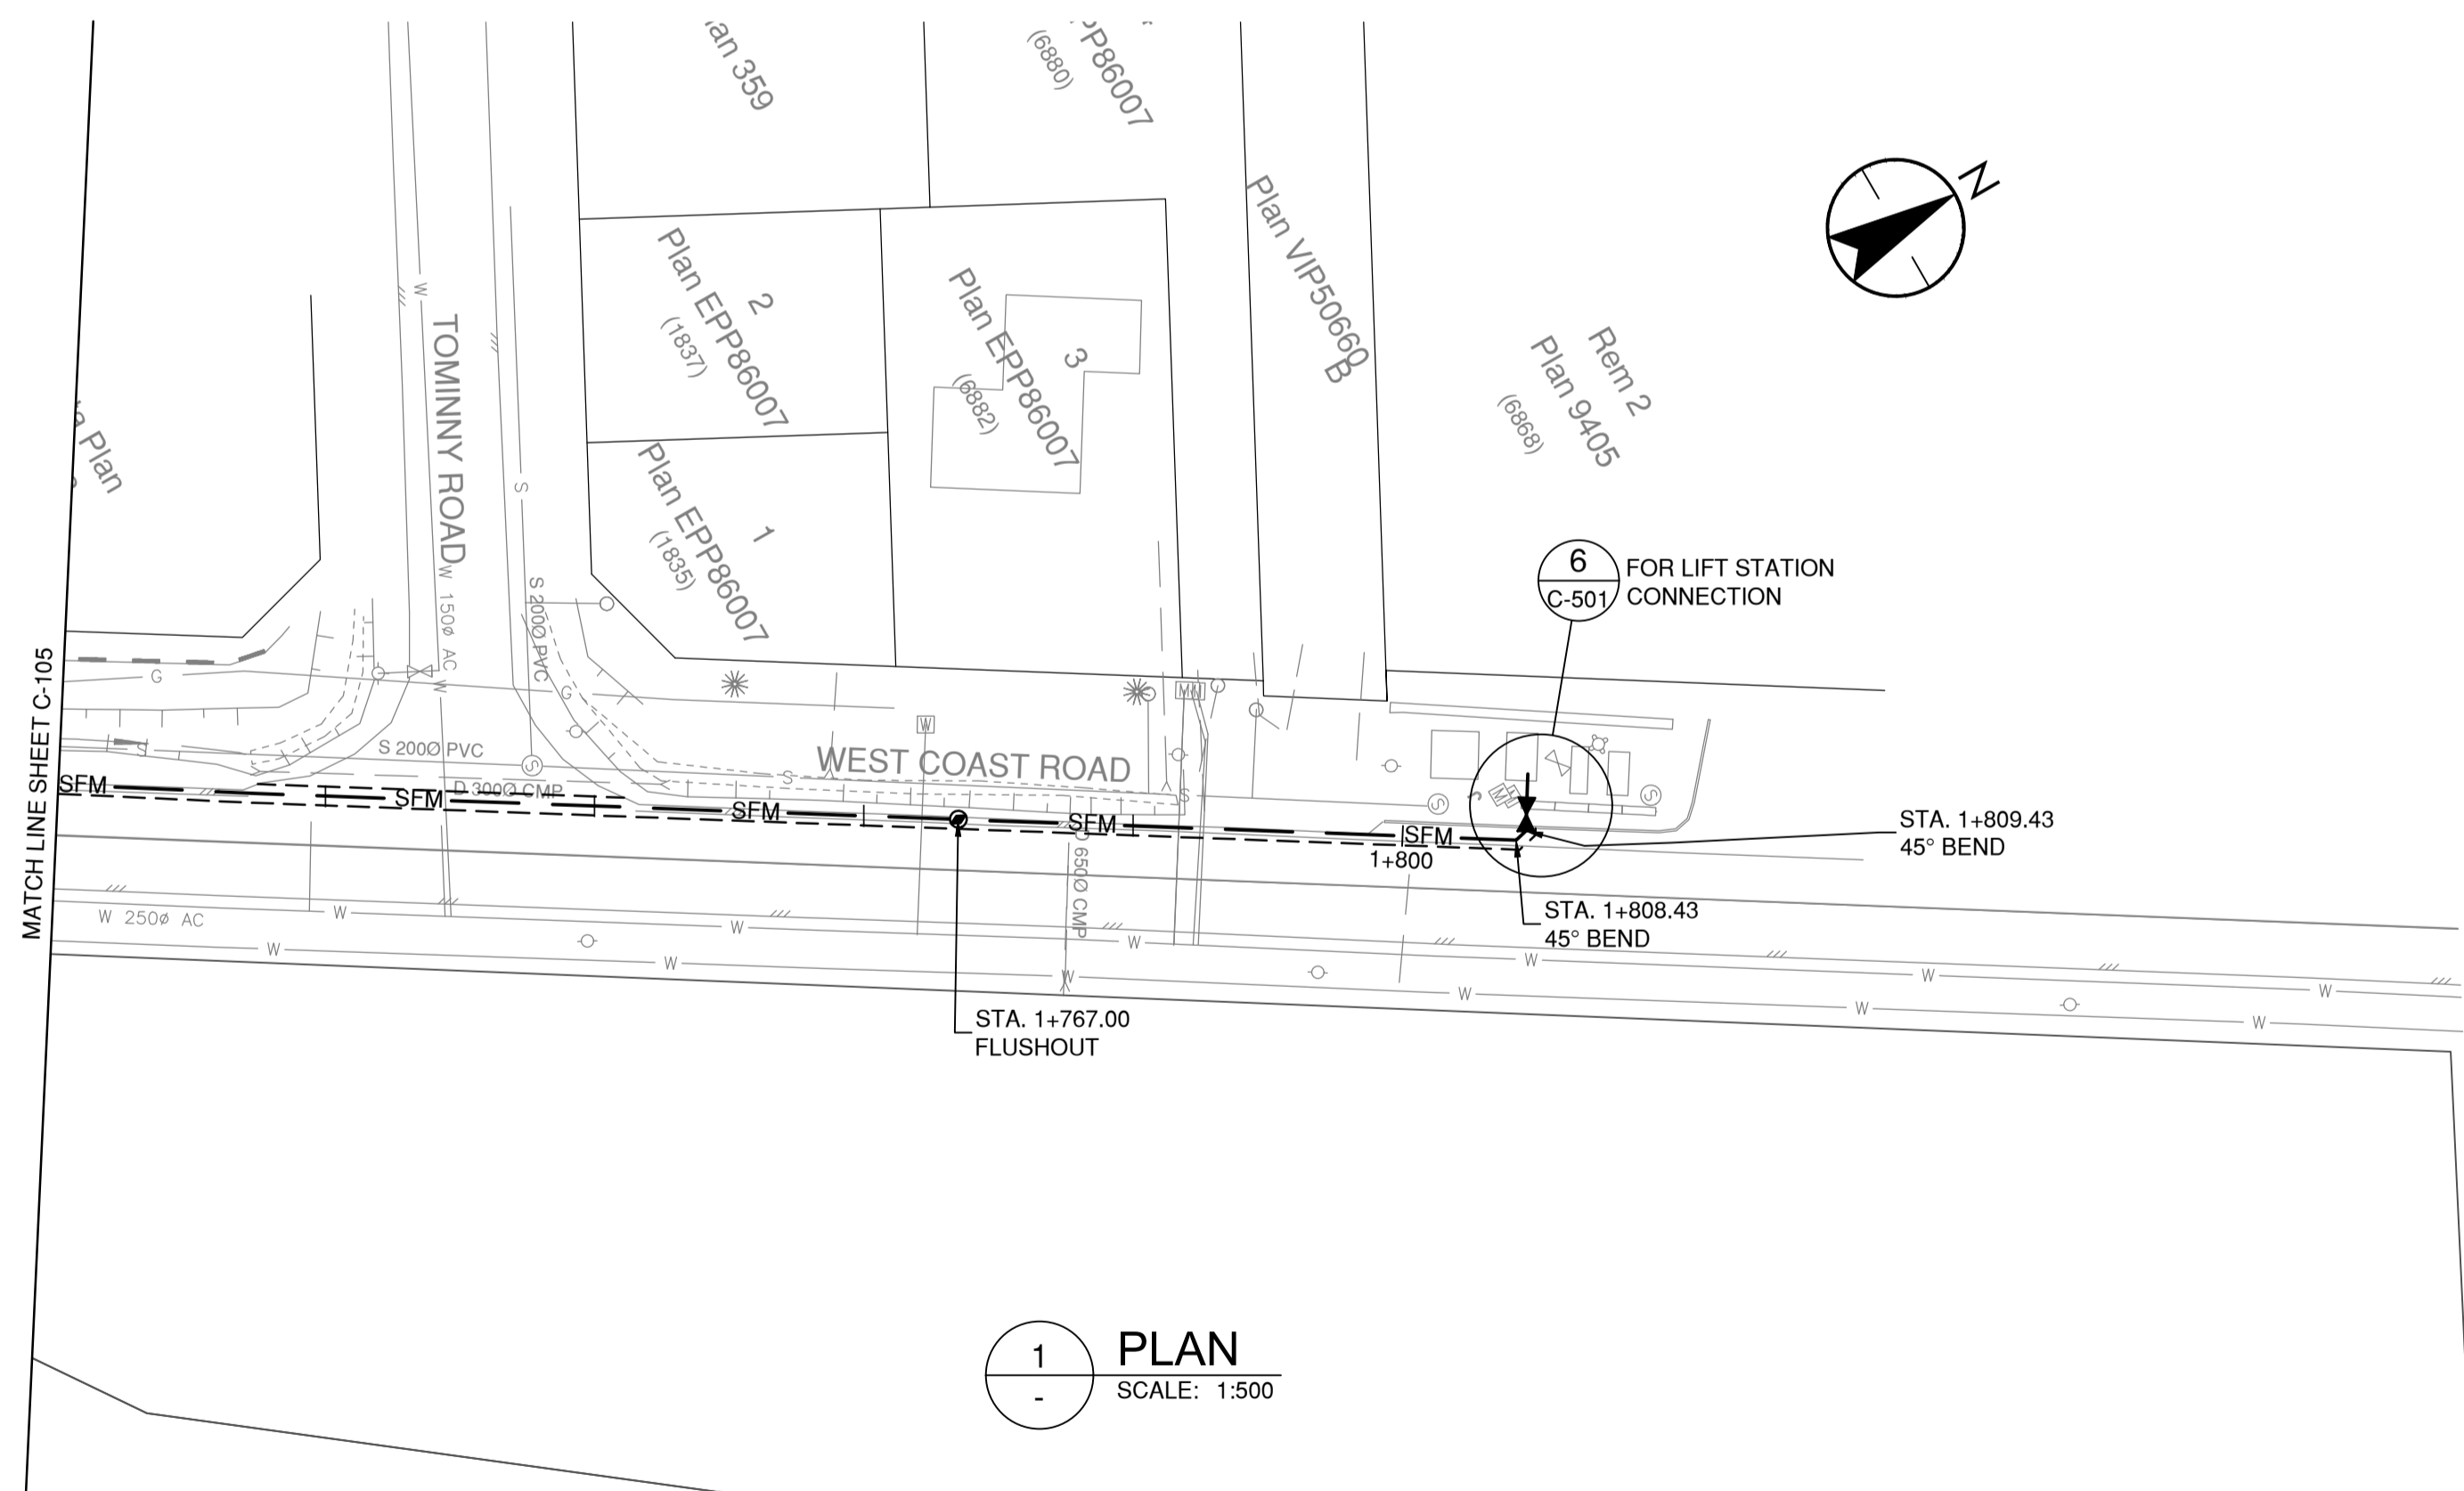 an 359
(6880)
PP86007
N
Plan VIP50660
B
2
Plan EPP86007
(1837)
3
Plan EPP86007
(6882)
Rem 2
Plan 9405
(6868)
1
Plan EPP86007
(1835)
Plan
TOMINNY ROAD
W
S
W 150ø AC
W
S 200Ø PVC
6
C-501
FOR LIFT STATION
CONNECTION
MATCH LINE SHEET C-105
G
G
W
S
S 200Ø PVC
S
S
WEST COAST ROAD
S
S
S
D 300Ø CMP
SFM
SFM
SFM
SFM
SFM
1+800
STA. 1+809.43
45° BEND
STA. 1+808.43
45° BEND
650Ø CMP
W 250ø AC
W
W
W
W
W
W
W
W
W
W
W
W
W
STA. 1+767.00
FLUSHOUT
1
-
PLAN
SCALE: 1:500